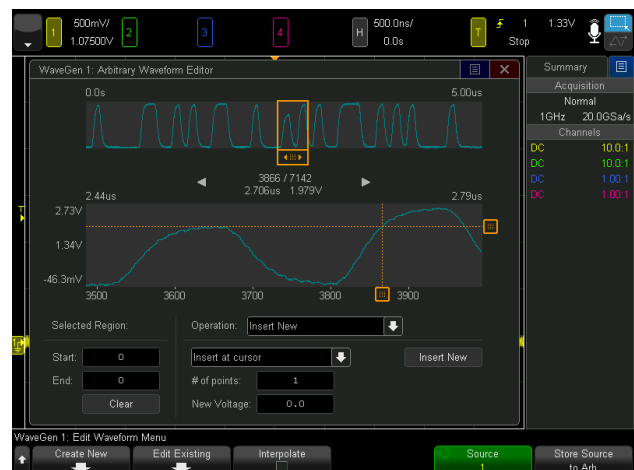 1 500mV/ 1.07500V 2 3 4 H 500.0ns/ 0.0s T 1 Stop 1.33V
WaveGen 1: Arbitrary Waveform Editor
Summary
Acquisition
Normal
1GHz 20.0GSa/s
Channels
DC 10.0:1
DC 10.0:1
DC 1.00:1
DC 1.00:1
0.0s 5.00us
3866 / 7142
2.706us 1.979V
2.44us 2.79us
2.73V
1.34V
-46.3mV
3500 3600 3700 3800 3900
Selected Region:
Operation: Insert New
Start: 0
Insert at cursor
Insert New
End: 0
# of points: 1
Clear
New Voltage: 0.0
WaveGen 1: Edit Waveform Menu
Create New
Edit Existing
Interpolate
Source
1
Store Source
to Arb